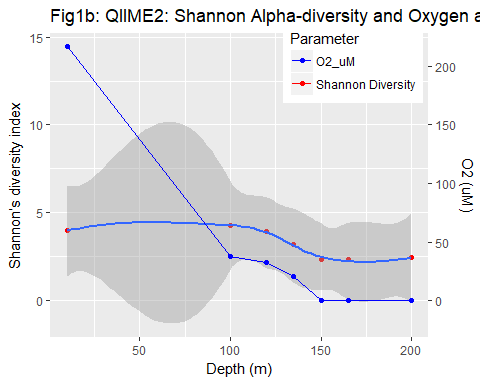 Fig1b: QIIME2: Shannon Alpha-diversity and Oxygen a
Parameter
O2_uM
Shannon Diversity
15
10
5
0
Shannon's diversity index
200
150
100
50
0
O2 (uM)
50
100
150
200
Depth (m)